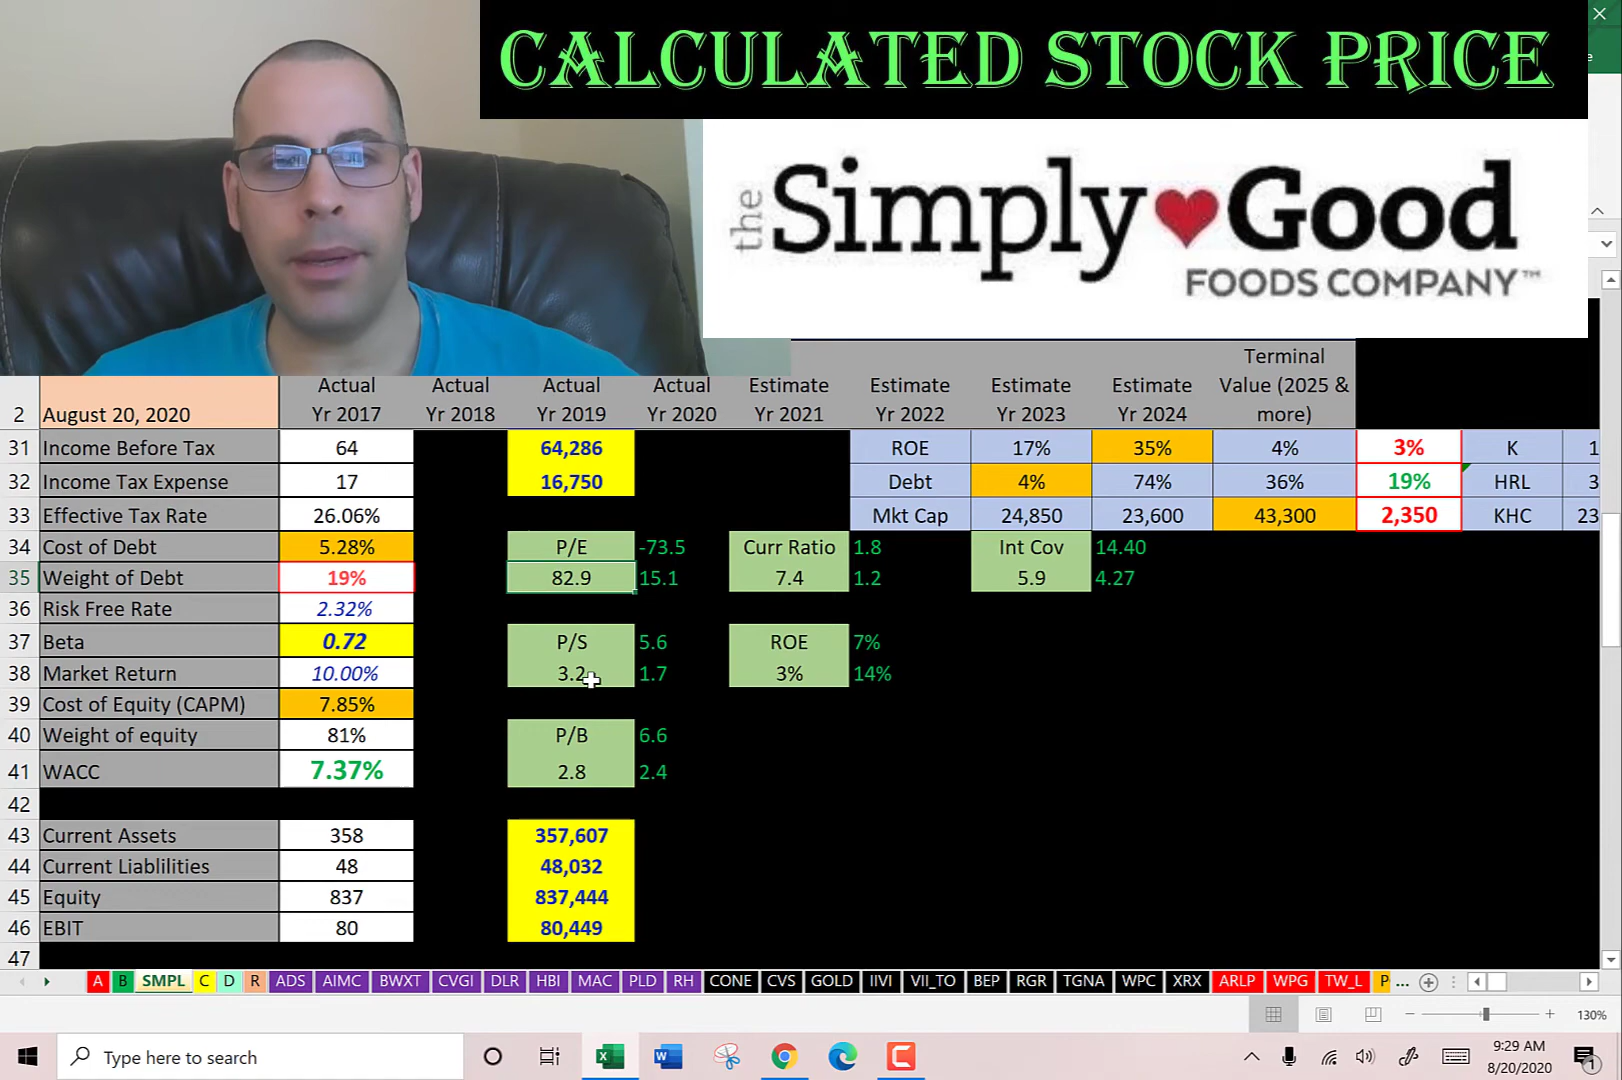 CALCULATED STOCK PRICE
the Simply Good
FOODS COMPANY™
Terminal
Actual Actual Actual Actual Estimate Estimate Estimate Estimate Value (2025 &
2 August 20, 2020 Yr 2017 Yr 2018 Yr 2019 Yr 2020 Yr 2021 Yr 2022 Yr 2023 Yr 2024 more)
31 Income Before Tax 64 64,286 ROE 17% 35% 4% 3% K 1
32 Income Tax Expense 17 16,750 Debt 4% 74% 36% 19% HRL 3
33 Effective Tax Rate 26.06% Mkt Cap 24,850 23,600 43,300 2,350 KHC 23
34 Cost of Debt 5.28% P/E -73.5 Curr Ratio 1.8 Int Cov 14.40
35 Weight of Debt 19% 82.9 15.1 7.4 1.2 5.9 4.27
36 Risk Free Rate 2.32%
37 Beta 0.72 P/S 5.6 ROE 7%
38 Market Return 10.00% 3.2 1.7 3% 14%
39 Cost of Equity (CAPM) 7.85%
40 Weight of equity 81% P/B 6.6
41 WACC 7.37% 2.8 2.4
42
43 Current Assets 358 357,607
44 Current Liablilities 48 48,032
45 Equity 837 837,444
46 EBIT 80 80,449
47
A B SMPL C D R ADS AIMC BWXT CVGI DLR HBI MAC PLD RH CONE CVS GOLD IIVI VII_TO BEP RGR TGNA WPC XRX ARLP WPG TW_L P ...
130%
Type here to search
9:29 AM
8/20/2020
1